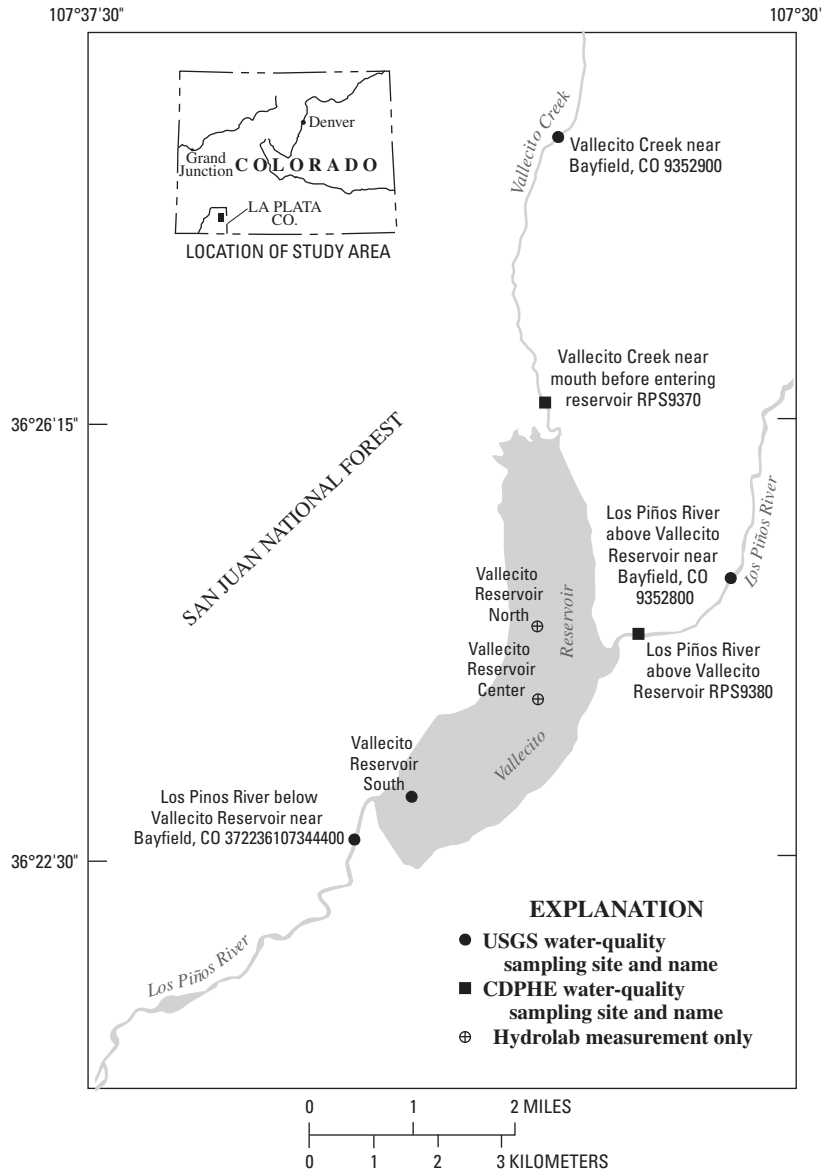 107°37'30"
107°30'
Denver
Grand
Junction
COLORADO
LA PLATA
CO.
LOCATION OF STUDY AREA
Vallecito Creek
Vallecito Creek near
Bayfield, CO 9352900
Vallecito Creek near
mouth before entering
reservoir RPS9370
36°26'15"
SAN JUAN NATIONAL FOREST
Los Piños River
above Vallecito
Reservoir near
Bayfield, CO
9352800
Los Piños River
Vallecito
Reservoir
North
Reservoir
Vallecito
Reservoir
Center
Los Piños River
above Vallecito
Reservoir RPS9380
Vallecito
Vallecito
Reservoir
South
Los Pinos River below
Vallecito Reservoir near
Bayfield, CO 372236107344400
36°22'30"
Los Piños River
EXPLANATION
USGS water-quality
sampling site and name
CDPHE water-quality
sampling site and name
Hydrolab measurement only
0 1 2 MILES
0 1 2 3 KILOMETERS